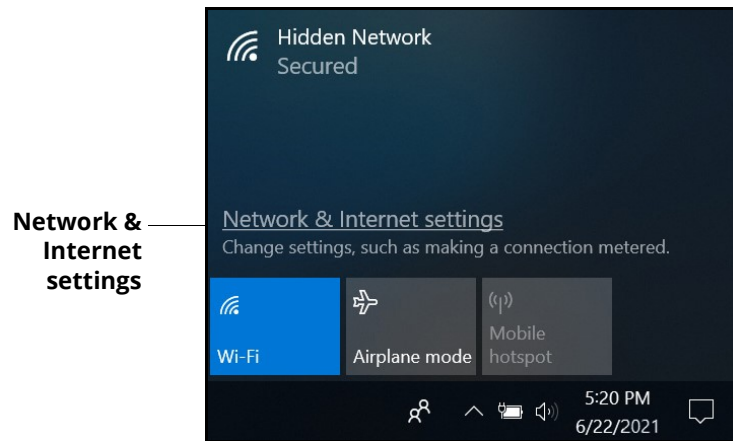 Hidden Network
Secured
Network &
Internet
settings
Network & Internet settings
Change settings, such as making a connection metered.
Wi-Fi
Airplane mode
Mobile
hotspot
5:20 PM
6/22/2021